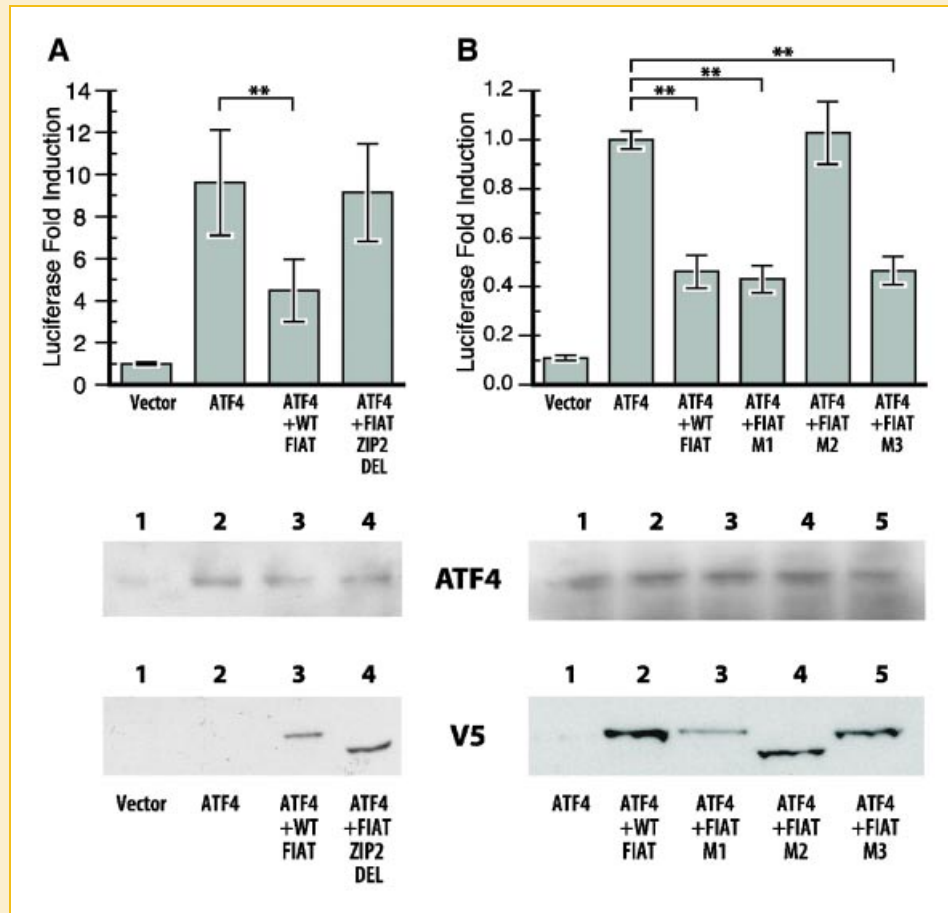 A
Luciferase Fold Induction
14
12
10
8
6
4
2
0
**
Vector
ATF4
ATF4
+WT
FIAT
ATF4
+FIAT
ZIP2
DEL
B
Luciferase Fold Induction
1.2
1.0
0.8
0.6
0.4
0.2
0.0
**
**
**
Vector
ATF4
ATF4
+WT
FIAT
ATF4
+FIAT
M1
ATF4
+FIAT
M2
ATF4
+FIAT
M3
1 2 3 4
ATF4
1 2 3 4 5
1 2 3 4
V5
1 2 3 4 5
Vector
ATF4
ATF4
+WT
FIAT
ATF4
+FIAT
ZIP2
DEL
ATF4
ATF4
+WT
FIAT
ATF4
+FIAT
M1
ATF4
+FIAT
M2
ATF4
+FIAT
M3